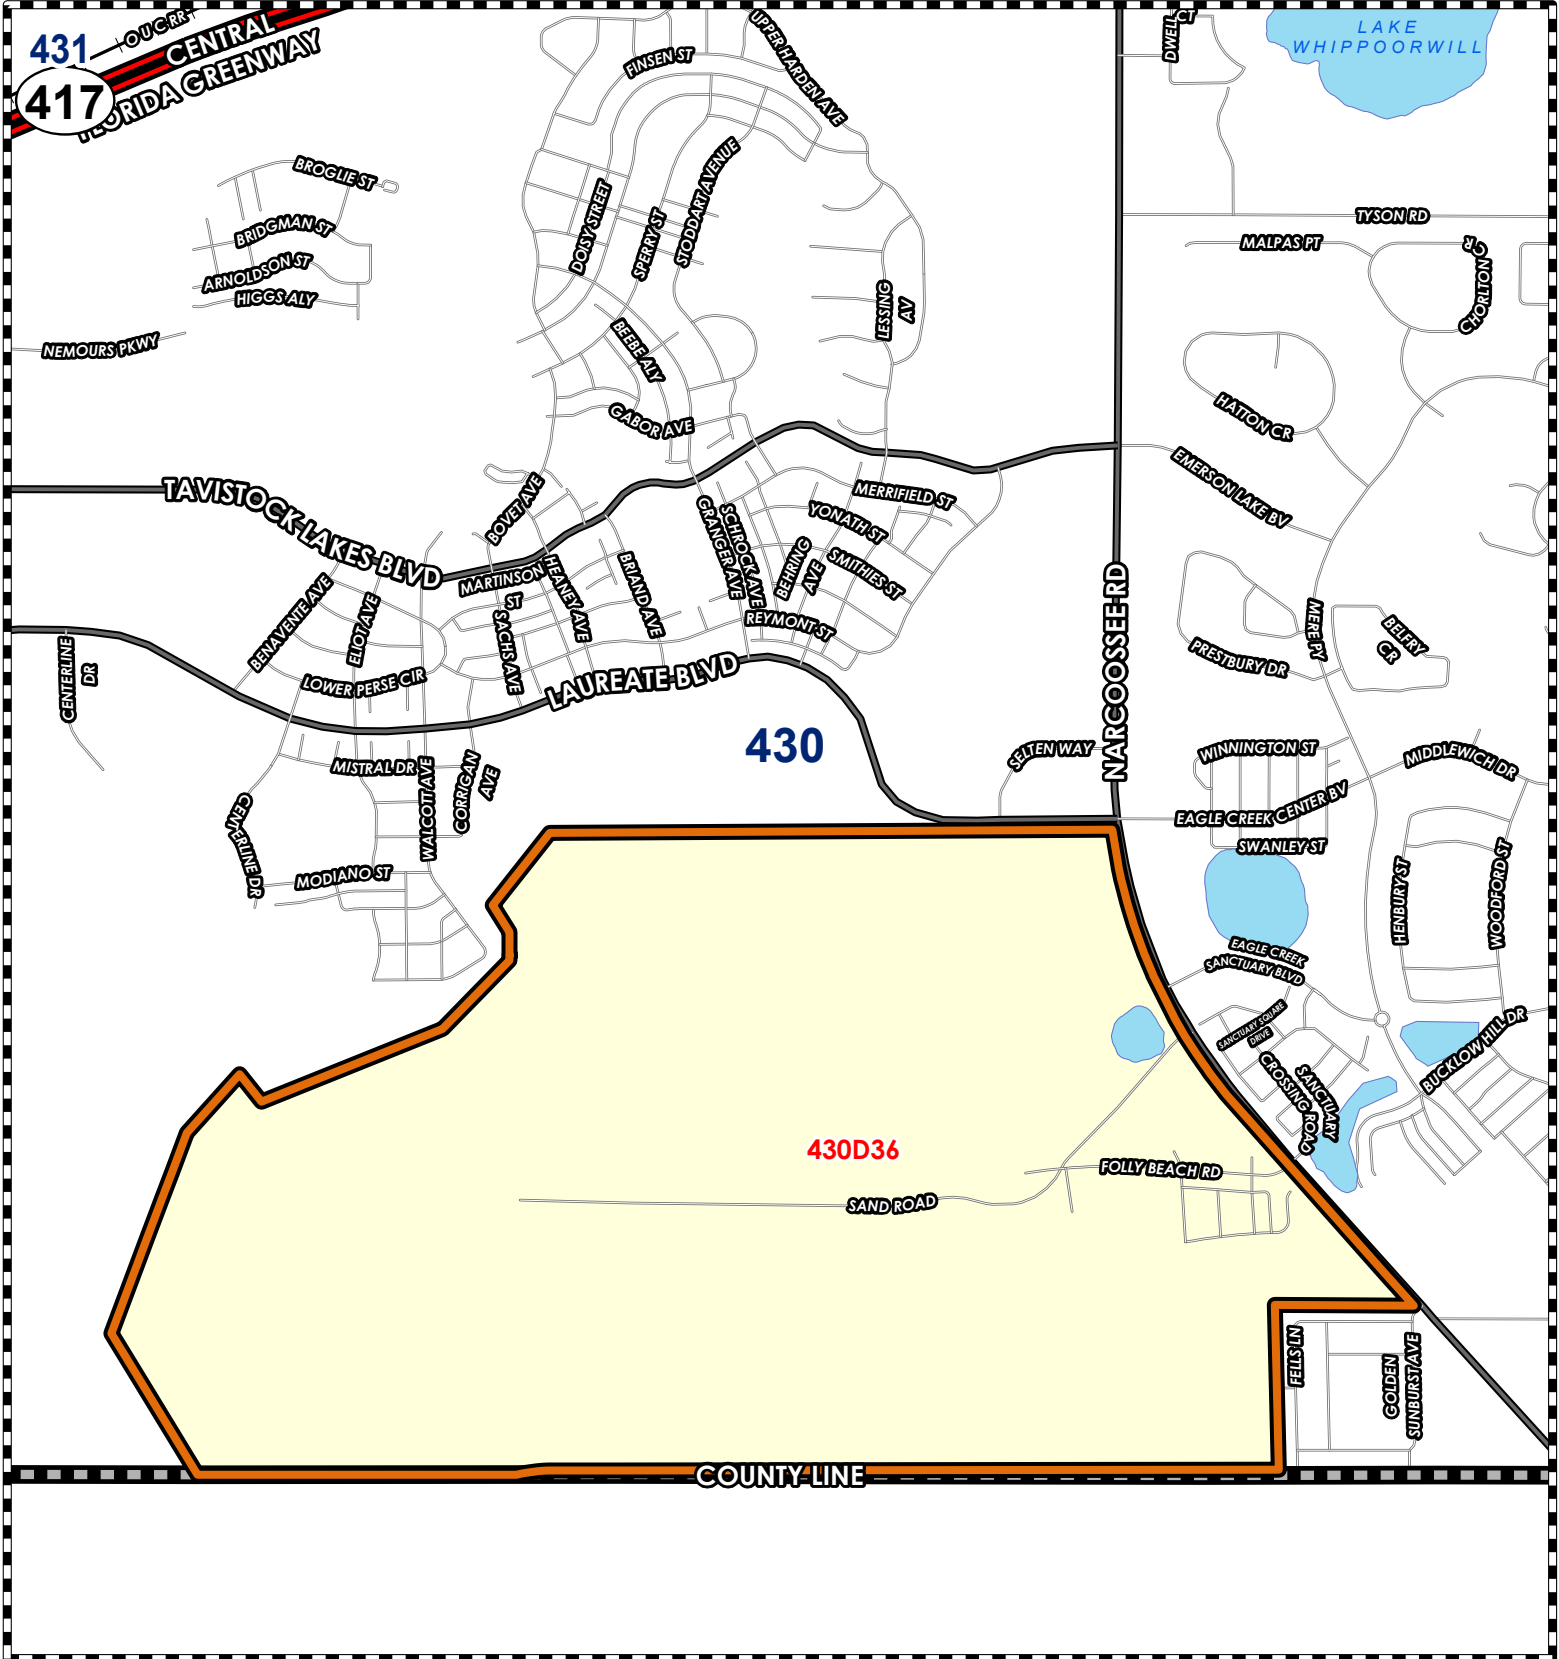 431
O U C RR
CENTRAL
FLORIDA GREENWAY
417
UPPER HARDEN AVE
FINSEN ST
DWELL CT
LAKE
WHIPPOORWILL
BROGLIE ST
BRIDGMAN ST
ARNOLDSON ST
HIGGS ALY
NEMOURS PKWY
DOISY STREET
SPERRY ST
STODDART AVENUE
LESSING
AV
BEEBE ALY
GABOR AVE
TYSON RD
MALPAS PT
CHORLTON CR
HATTON CR
EMERSON LAKE BV
TAVISTOCK LAKES BLVD
BOVET AVE
MARTINSON
ST
HEANEY AVE
BRIAND AVE
GRANGER AVE
SCHROCK AVE
BEHRING
AVE
MERRIFIELD ST
YONATH ST
SMITHIES ST
REYMONT ST
BENAVENTE AVE
ELIOT AVE
SACHS AVE
LOWER PERSE CIR
LAUREATE BLVD
CENTERLINE
DR
NARCOOSSEE RD
MERE PY
BELFRY
CR
PRESTBURY DR
430
SELTEN WAY
WINNINGTON ST
MIDDLEWICH DR
MISTRAL DR
WALCOTT AVE
CORRIGAN
AVE
CENTERLINE DR
MODIANO ST
EAGLE CREEK CENTER BV
SWANLEY ST
HENBURY ST
WOODFORD ST
EAGLE CREEK
SANCTUARY BLVD
SANCTUARY SQUARE
DRIVE
SANCTUARY
CROSSING ROAD
BUCKLOW HILL DR
430D36
FOLLY BEACH RD
SAND ROAD
FELLS LN
GOLDEN
SUNBURST AVE
COUNTY LINE